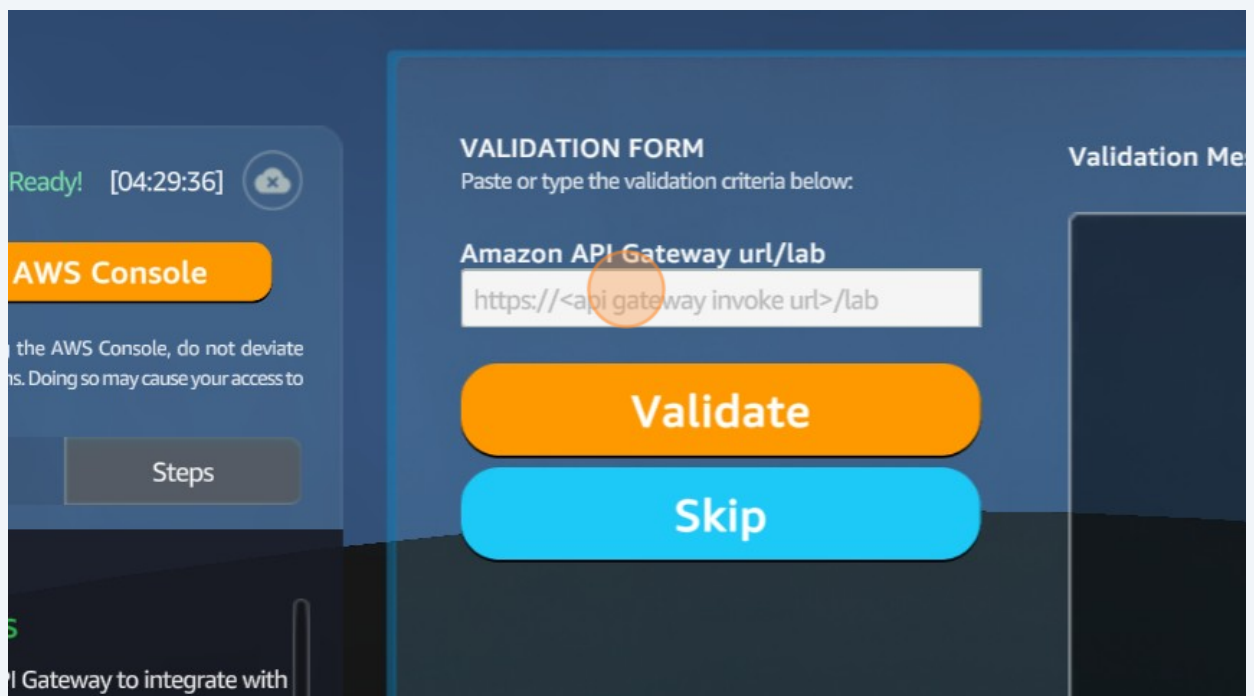 Ready! [04:29:36]
AWS Console
the AWS Console, do not deviate
Doing so may cause your access to
Steps
Gateway to integrate with
VALIDATION FORM
Paste or type the validation criteria below:
Amazon API Gateway url/lab
https://<api gateway invoke url>/lab
Validate
Skip
Validation